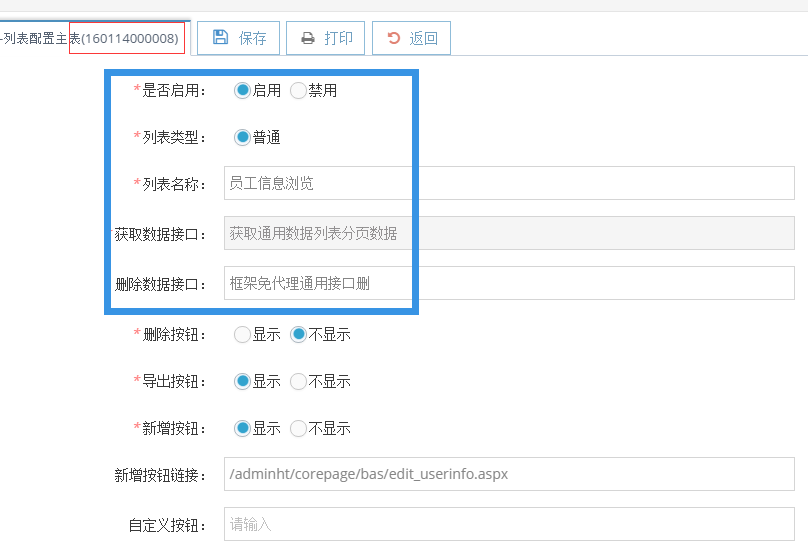 -列表配置主表(160114000008) 保存 打印 返回
*是否启用： 启用 禁用
*列表类型： 普通
*列表名称： 员工信息浏览
获取数据接口： 获取通用数据列表分页数据
删除数据接口： 框架免代理通用接口删
*删除按钮： 显示 不显示
*导出按钮： 显示 不显示
*新增按钮： 显示 不显示
新增按钮链接： /adminht/corepage/bas/edit_userinfo.aspx
自定义按钮： 请输入